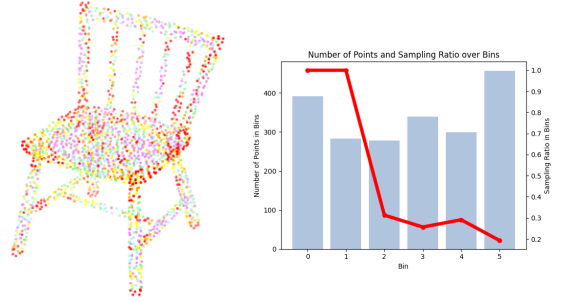 Number of Points and Sampling Ratio over Bins
Number of Points in Bins
400
300
200
100
0
1.0
0.9
0.8
0.7
0.6
0.5
0.4
0.3
0.2
Sampling Ratio in Bins
0 1 2 3 4 5
Bin